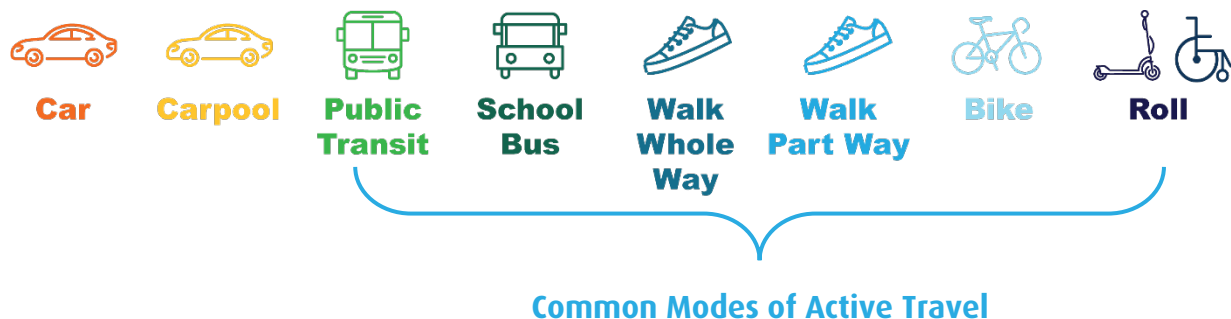 Car
Carpool
Public
Transit
School
Bus
Walk
Whole
Way
Walk
Part Way
Bike
Roll
Common Modes of Active Travel